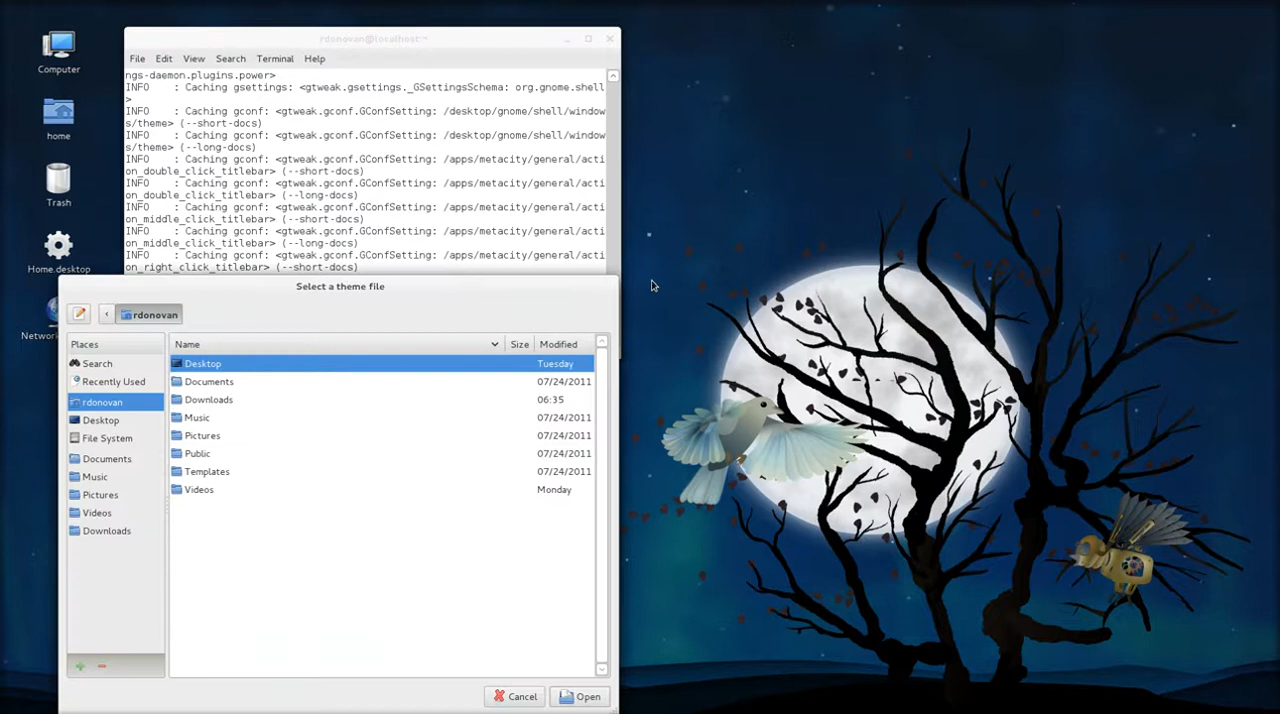 Computer
home
Trash
Home.desktop
Networ
rdonovan@localhost:~
File Edit View Search Terminal Help
ngs-daemon.plugins.power>
INFO : Caching gsettings: <gtweak.gsettings._GSettingsSchema: org.gnome.shell
>
INFO : Caching gconf: <gtweak.gconf.GConfSetting: /desktop/gnome/shell/window
s/theme> (--short-docs)
INFO : Caching gconf: <gtweak.gconf.GConfSetting: /desktop/gnome/shell/window
s/theme> (--long-docs)
INFO : Caching gconf: <gtweak.gconf.GConfSetting: /apps/metacity/general/acti
on_double_click_titlebar> (--short-docs)
INFO : Caching gconf: <gtweak.gconf.GConfSetting: /apps/metacity/general/acti
on_double_click_titlebar> (--long-docs)
INFO : Caching gconf: <gtweak.gconf.GConfSetting: /apps/metacity/general/acti
on_middle_click_titlebar> (--short-docs)
INFO : Caching gconf: <gtweak.gconf.GConfSetting: /apps/metacity/general/acti
on_middle_click_titlebar> (--long-docs)
INFO : Caching gconf: <gtweak.gconf.GConfSetting: /apps/metacity/general/acti
on_right_click_titlebar> (--short-docs)
Select a theme file
rdonovan
Places
Search
Recently Used
rdonovan
Desktop
File System
Documents
Music
Pictures
Videos
Downloads
Name Size Modified
Desktop Tuesday
Documents 07/24/2011
Downloads 06:35
Music 07/24/2011
Pictures 07/24/2011
Public 07/24/2011
Templates 07/24/2011
Videos Monday
Cancel Open